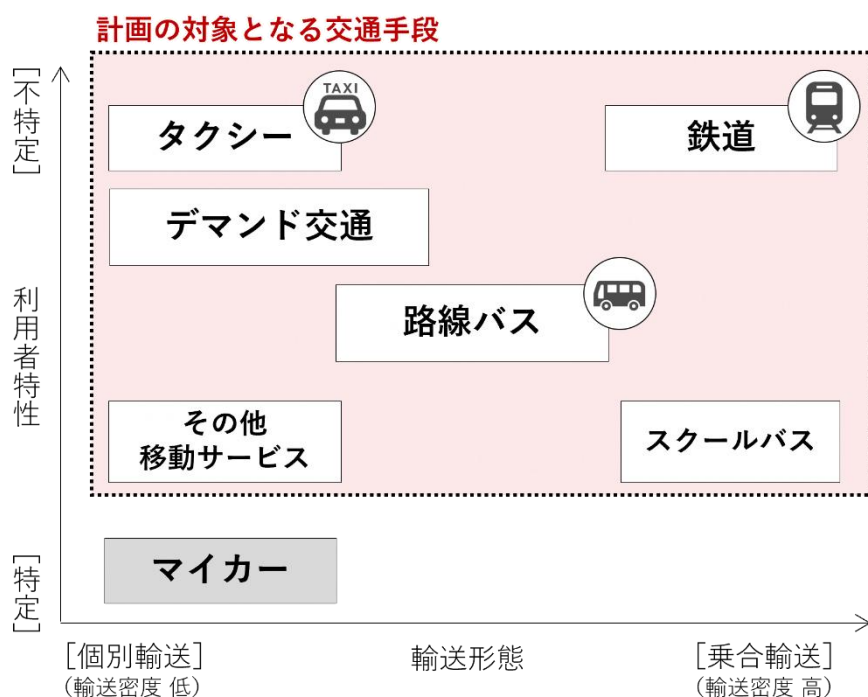 計画の対象となる交通手段
[不特定]
タクシー
TAXI
鉄道
デマンド交通
路線バス
利用者特性
その他
移動サービス
スクールバス
マイカー
[特定]
[個別輸送]
(輸送密度 低)
輸送形態
[乗合輸送]
(輸送密度 高)